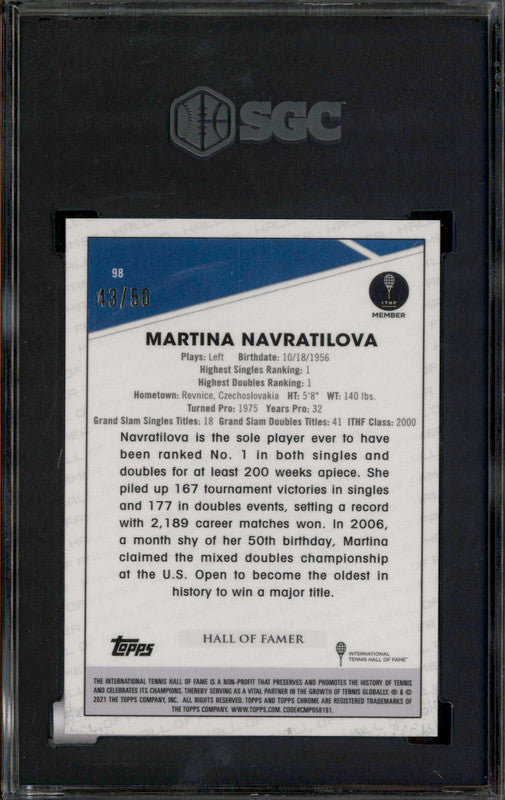 SGC
98
43/50
ITHF
MEMBER
MARTINA NAVRATILOVA
Plays: Left Birthdate: 10/18/1956
Highest Singles Ranking: 1
Highest Doubles Ranking: 1
Hometown: Revnice, Czechoslovakia HT: 5'8" WT: 140 lbs.
Turned Pro: 1975 Years Pro: 32
Grand Slam Singles Titles: 18 Grand Slam Doubles Titles: 41 ITHF Class: 2000
Navratilova is the sole player ever to have
been ranked No. 1 in both singles and
doubles for at least 200 weeks apiece. She
piled up 167 tournament victories in singles
and 177 in doubles events, setting a record
with 2,189 career matches won. In 2006,
a month shy of her 50th birthday, Martina
claimed the mixed doubles championship
at the U.S. Open to become the oldest in
history to win a major title.
Topps
HALL OF FAMER
INTERNATIONAL
TENNIS HALL OF FAME
THE INTERNATIONAL TENNIS HALL OF FAME IS A NON-PROFIT THAT PRESERVES AND PROMOTES THE HISTORY OF TENNIS
AND CELEBRATES ITS CHAMPIONS, THEREBY SERVING AS A VITAL PARTNER IN THE GROWTH OF TENNIS GLOBALLY. ® & ©
2021 THE TOPPS COMPANY, INC. ALL RIGHTS RESERVED. TOPPS AND TOPPS CHROME ARE REGISTERED TRADEMARKS OF
THE TOPPS COMPANY. WWW.TOPPS.COM. CODE#CMP058191.